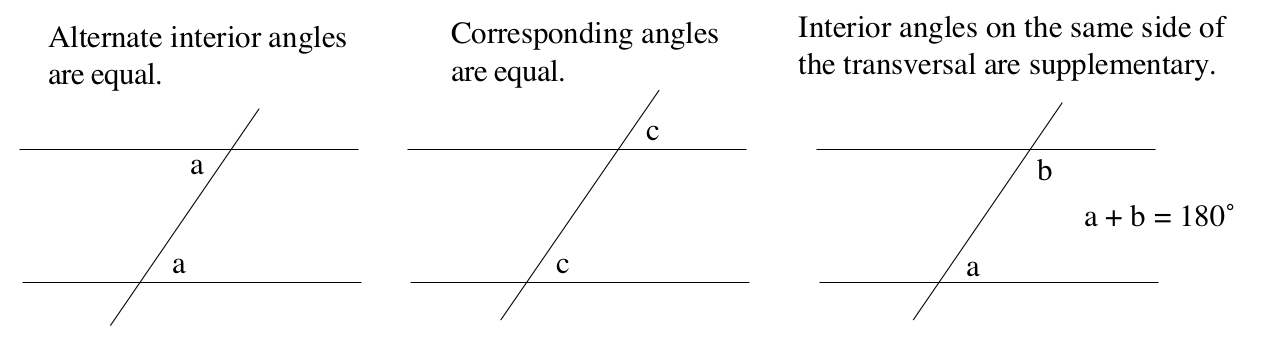 Alternate interior angles
are equal.
a
a
Corresponding angles
are equal.
c
c
Interior angles on the same side of
the transversal are supplementary.
b
a + b = 180˚
a